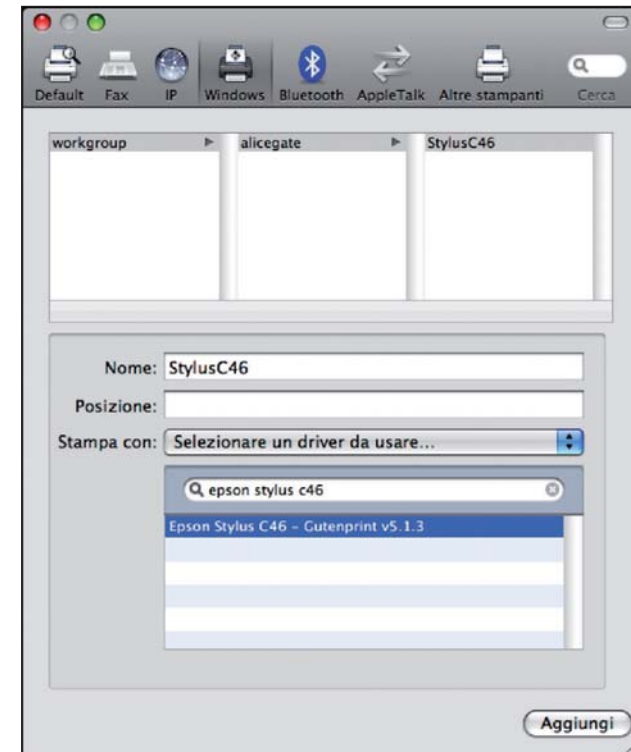 Default Fax IP Windows Bluetooth AppleTalk Altre stampanti Cerca
workgroup alicegate StylusC46
Nome: StylusC46
Posizione:
Stampa con: Selezionare un driver da usare...
epson stylus c46
Epson Stylus C46 – Gutenprint v5.1.3
Aggiungi